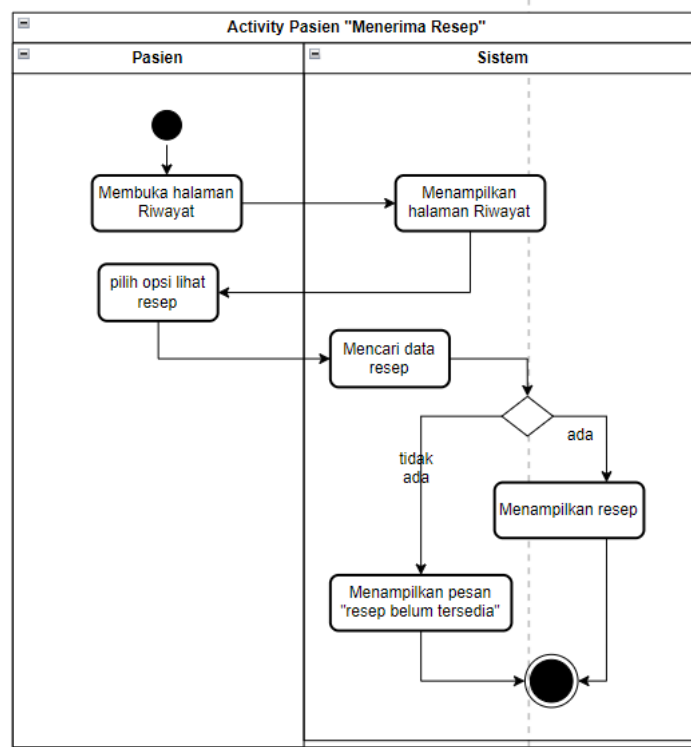 Activity Pasien "Menerima Resep"
Pasien
Sistem
Membuka halaman
Riwayat
Menampilkan
halaman Riwayat
pilih opsi lihat
resep
Mencari data
resep
tidak
ada
ada
Menampilkan resep
Menampilkan pesan
"resep belum tersedia"